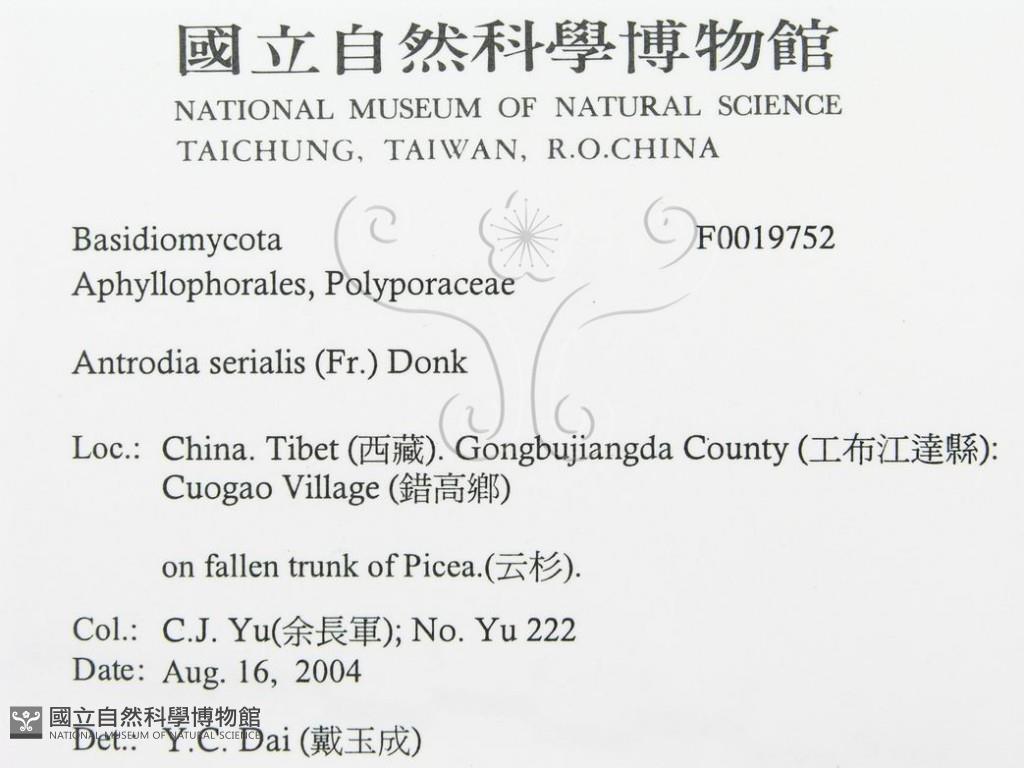 國立自然科學博物館
NATIONAL MUSEUM OF NATURAL SCIENCE
TAICHUNG, TAIWAN, R.O.CHINA
Basidiomycota F0019752
Aphyllophorales, Polyporaceae
Antrodia serialis (Fr.) Donk
Loc.: China. Tibet (西藏). Gongbujiangda County (工布江達縣):
Cuogao Village (錯高鄉)
on fallen trunk of Picea.(云杉).
Col.: C.J. Yu(余長軍); No. Yu 222
Date: Aug. 16, 2004
國立自然科學博物館
NATIONAL MUSEUM OF NATURAL SCIENCE
Det.: Y.C. Dai (戴玉成)